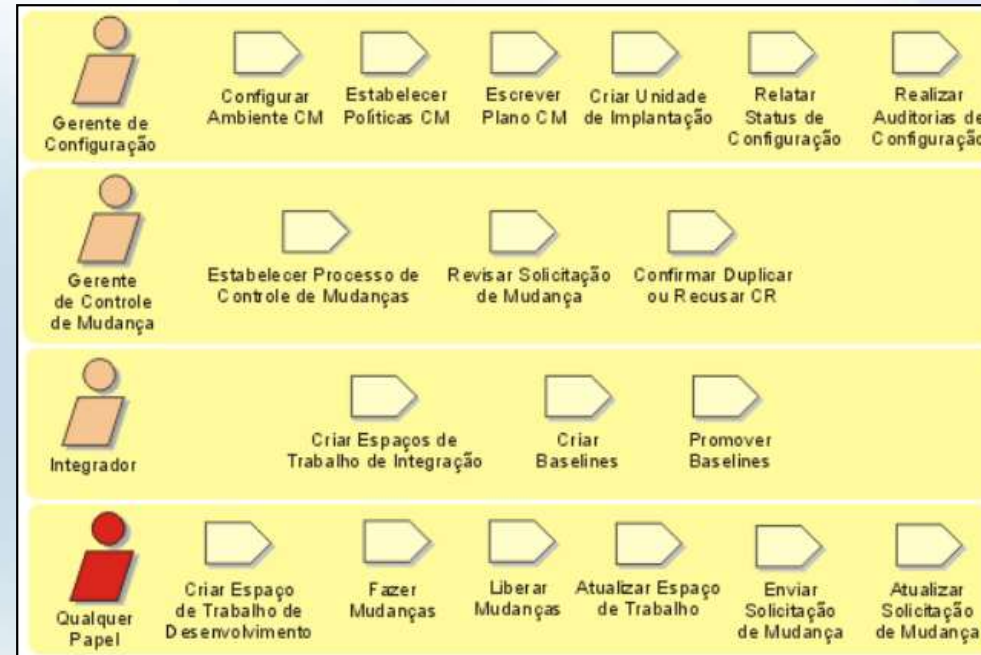 Gerente de
Configuração
Configurar
Ambiente CM
Estabelecer
Políticas CM
Escrever
Plano CM
Criar Unidade
de Implantação
Relatar
Status de
Configuração
Realizar
Auditorias de
Configuração
Gerente
de Controle
de Mudança
Estabelecer Processo de
Controle de Mudanças
Revisar Solicitação
de Mudança
Confirmar Duplicar
ou Recusar CR
Integrador
Criar Espaços de
Trabalho de Integração
Criar
Baselines
Promover
Baselines
Qualquer
Papel
Criar Espaço
de Trabalho de
Desenvolvimento
Fazer
Mudanças
Liberar
Mudanças
Atualizar Espaço
de Trabalho
Enviar
Solicitação
de Mudança
Atualizar
Solicitação
de Mudança